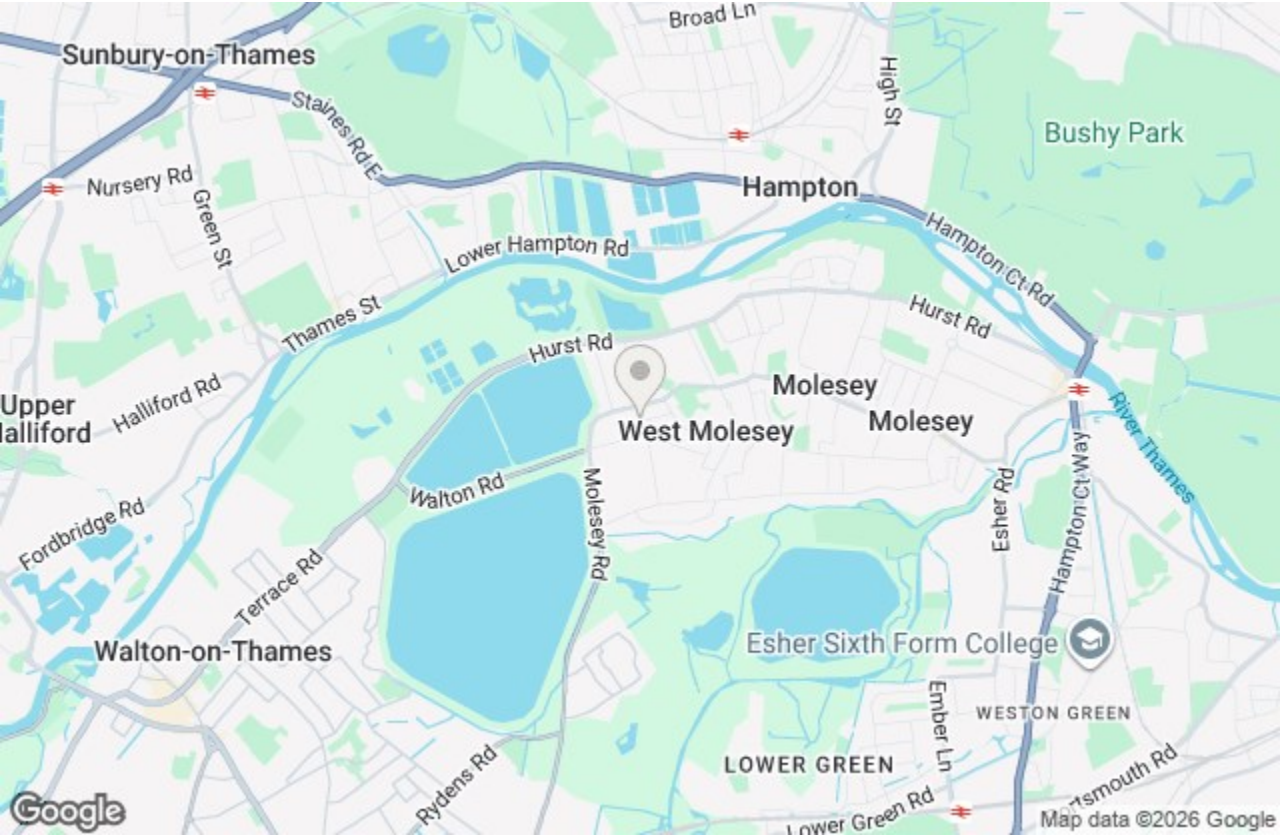 Broad Ln
Sunbury-on-Thames
High St
Staines Rd E
Bushy Park
Nursery Rd
Hampton
Green St
Lower Hampton Rd
Hampton Ct Rd
Thames St
Hurst Rd
Hurst Rd
Halliford Rd
Upper
Halliford
Molesey
Molesey
West Molesey
River Thames
Walton Rd
Molesey Rd
Esher Rd
Hampton Ct Way
Fordbridge Rd
Terrace Rd
Walton-on-Thames
Esher Sixth Form College
Ember Ln
WESTON GREEN
LOWER GREEN
Rydens Rd
Lower Green Rd
rtsmouth Rd
Google
Map data ©2026 Google